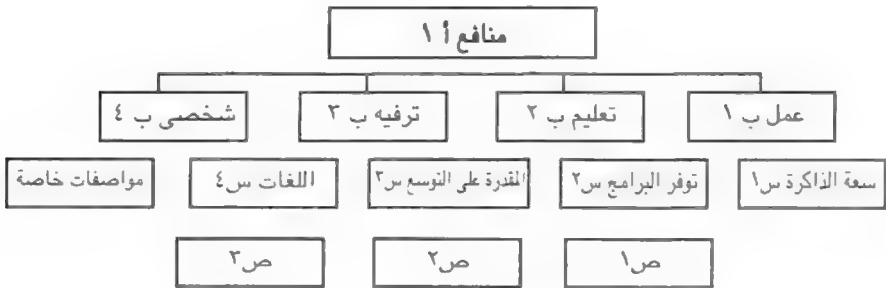 منافع أ ١
عمل ب ١
تعليم ب ٢
ترفيه ب ٣
شخصى ب ٤
سعة الذاكرة س١
توفر البرامج س٢
المقدرة على التوسع س٣
اللغات س٤
مواصفات خاصة
ص١
ص٢
ص٣